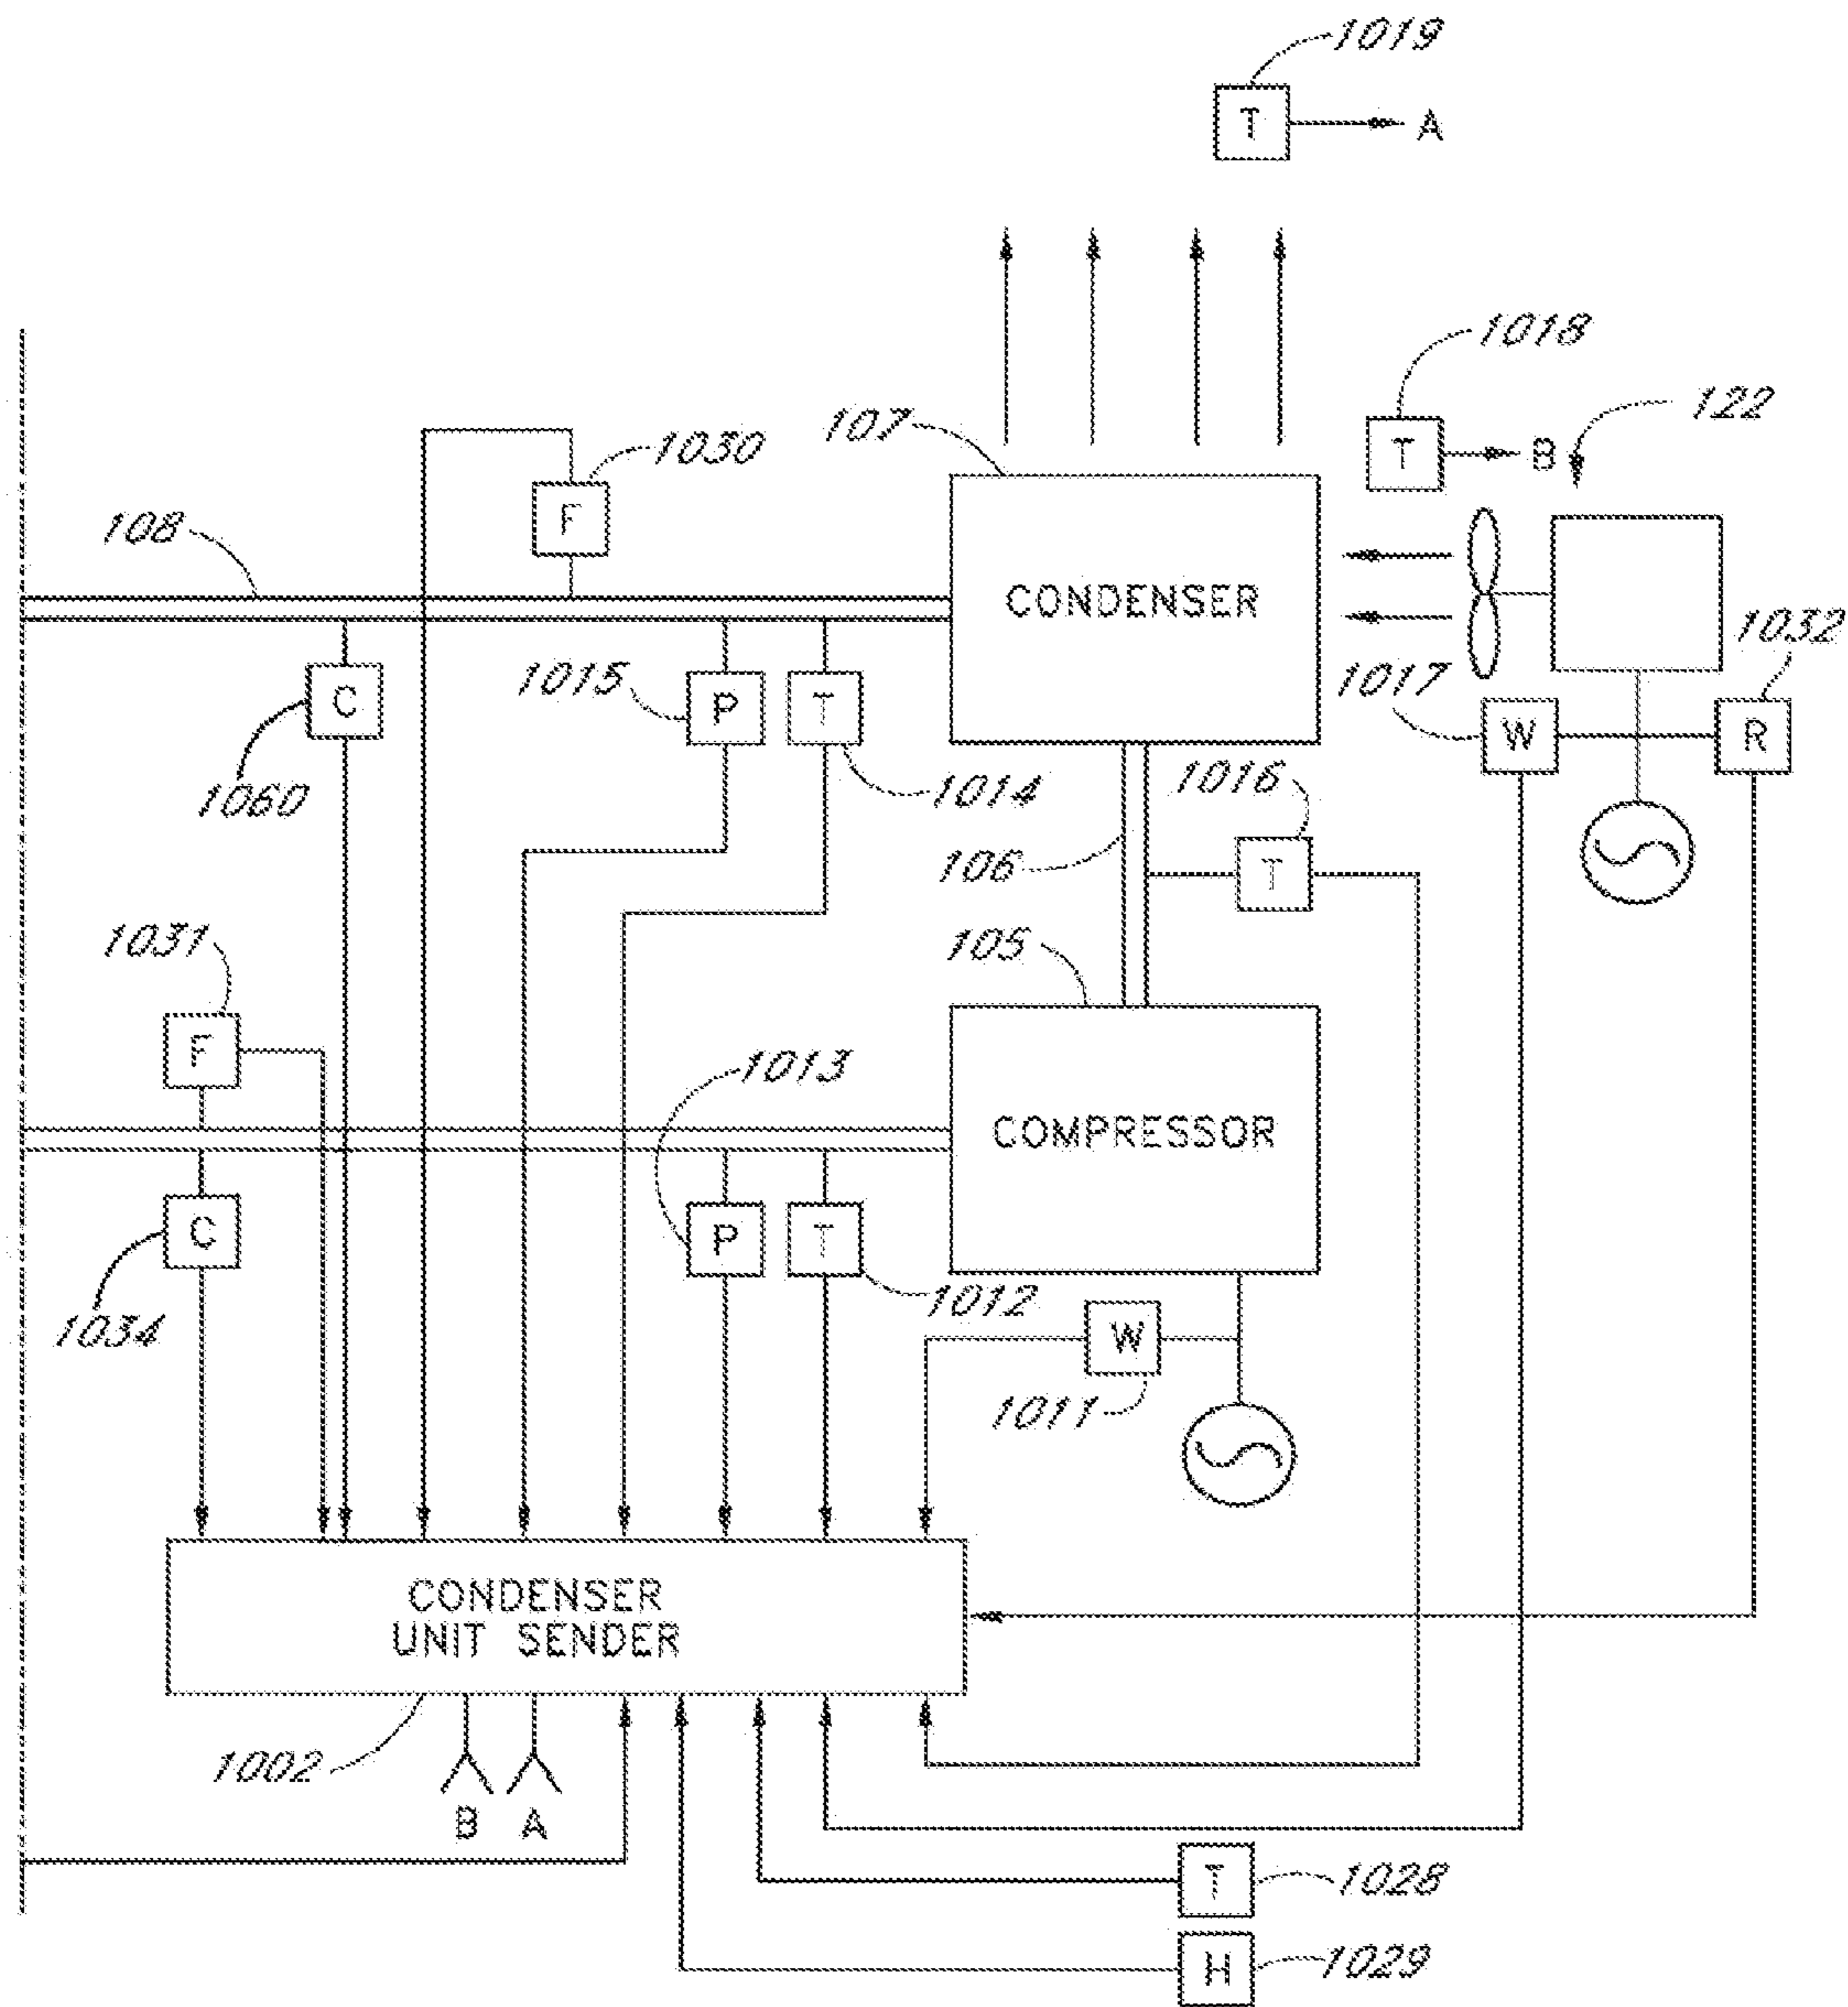 1019
T
A
1018
T
B
122
107
1030
F
108
CONDENSER
1032
1017
W
R
1015
P
T
1014
C
1060
1016
T
106
105
1031
F
1013
COMPRESSOR
C
1034
P
T
1012
W
1011
CONDENSER
UNIT SENDER
1002
B
A
T
1028
H
1029